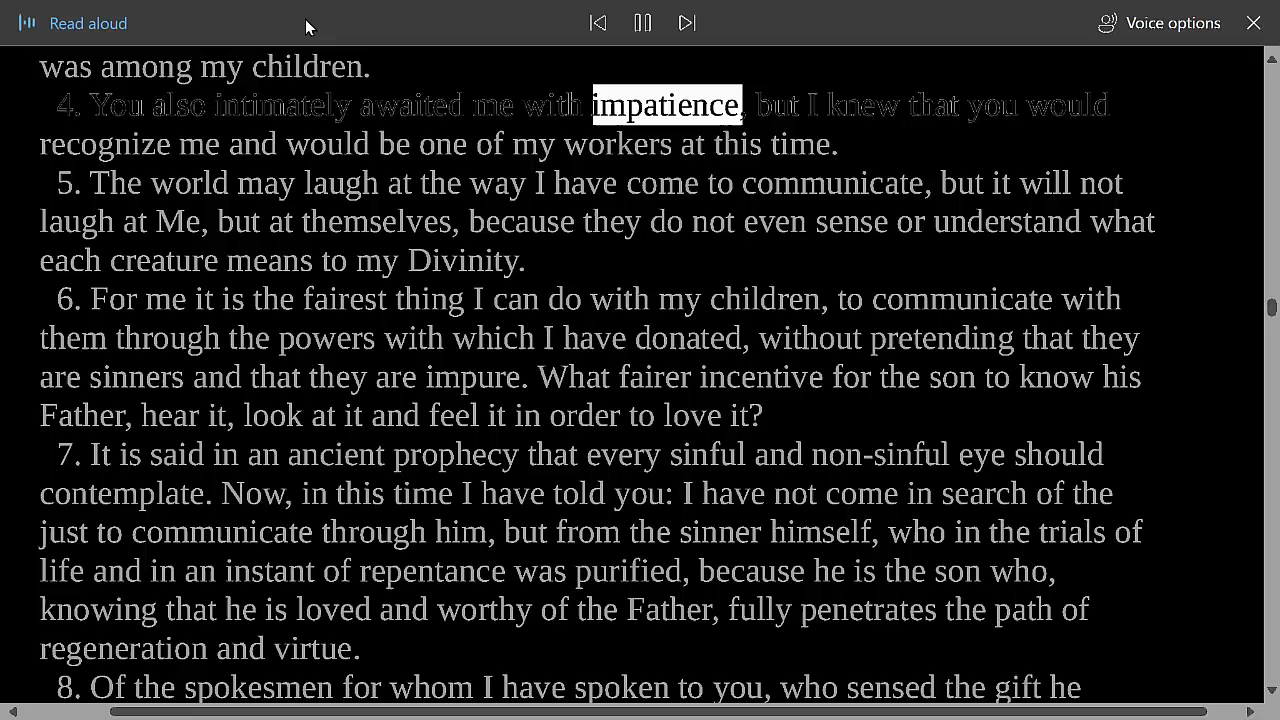 Read aloud
Voice options
was among my children.
4. You also intimately awaited me with impatience, but I knew that you would
recognize me and would be one of my workers at this time.
5. The world may laugh at the way I have come to communicate, but it will not
laugh at Me, but at themselves, because they do not even sense or understand what
each creature means to my Divinity.
6. For me it is the fairest thing I can do with my children, to communicate with
them through the powers with which I have donated, without pretending that they
are sinners and that they are impure. What fairer incentive for the son to know his
Father, hear it, look at it and feel it in order to love it?
7. It is said in an ancient prophecy that every sinful and non-sinful eye should
contemplate. Now, in this time I have told you: I have not come in search of the
just to communicate through him, but from the sinner himself, who in the trials of
life and in an instant of repentance was purified, because he is the son who,
knowing that he is loved and worthy of the Father, fully penetrates the path of
regeneration and virtue.
8. Of the spokesmen for whom I have spoken to you, who sensed the gift he